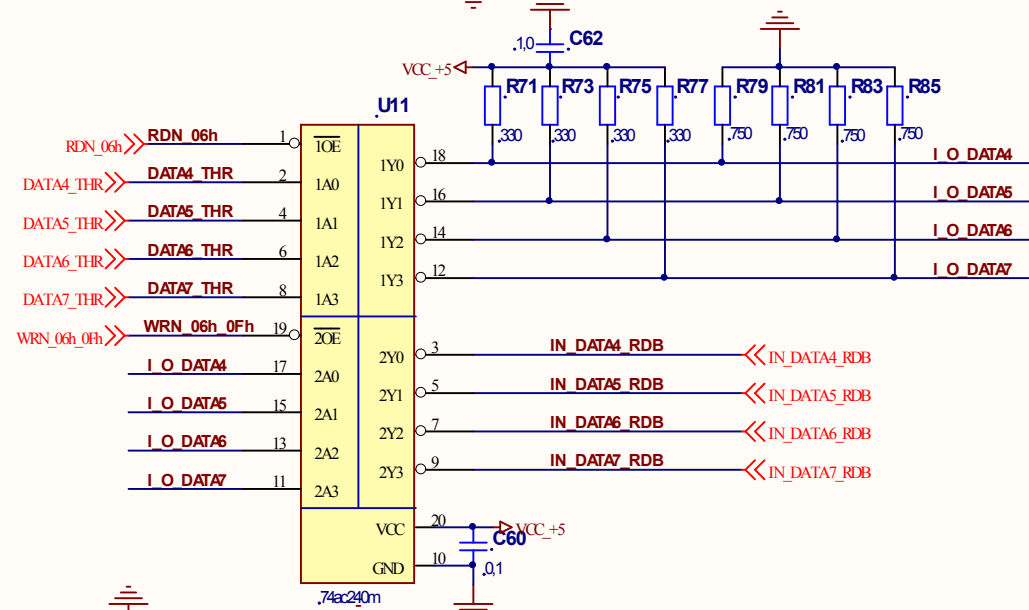 .1,0 C62
VCC_+5
R71 R73 R75 R77 R79 R81 R83 R85
.330 .330 .330 .330 .750 .750 .750 .750
.U11
RDN_06h RDN_06h 1 1OE
1Y0 18 I_O_DATA4
DATA4_THR DATA4_THR 2 1A0
1Y1 16 I_O_DATA5
DATA5_THR DATA5_THR 4 1A1
1Y2 14 I_O_DATA6
DATA6_THR DATA6_THR 6 1A2
1Y3 12 I_O_DATA7
DATA7_THR DATA7_THR 8 1A3
WRN_06h_0Fh WRN_06h_0Fh 19 2OE
2Y0 3 IN_DATA4_RDB IN_DATA4_RDB
I_O_DATA4 17 2A0
2Y1 5 IN_DATA5_RDB IN_DATA5_RDB
I_O_DATA5 15 2A1
2Y2 7 IN_DATA6_RDB IN_DATA6_RDB
I_O_DATA6 13 2A2
2Y3 9 IN_DATA7_RDB IN_DATA7_RDB
I_O_DATA7 11 2A3
VCC 20 VCC_+5
.C60
GND 10 .0,1
.74ac240m